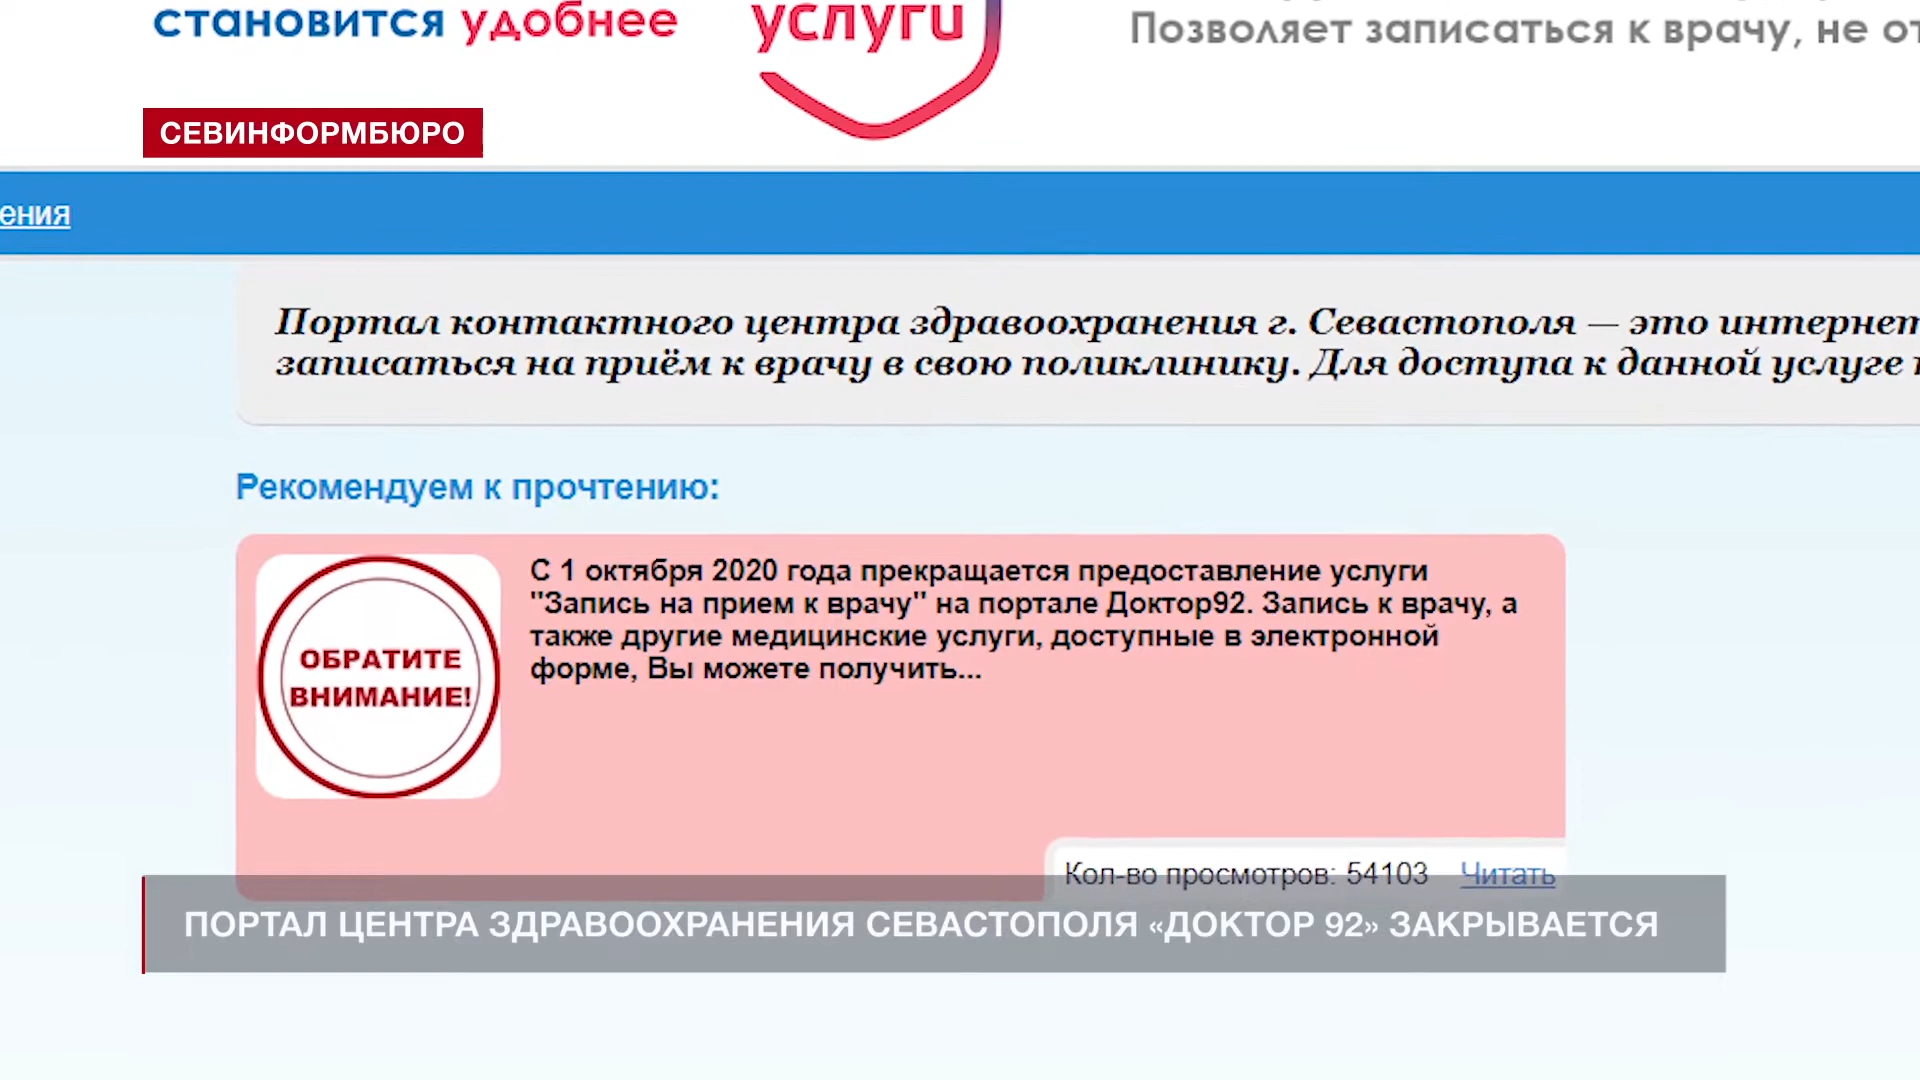 становится удобнее
услуги
Позволяет записаться к врачу, не
СЕВИНФОРМБЮРО
ения
Портал контактного центра здравоохранения г. Севастополя — это интернет
записаться на приём к врачу в свою поликлинику. Для доступа к данной услуге
Рекомендуем к прочтению:
ОБРАТИТЕ
ВНИМАНИЕ!
С 1 октября 2020 года прекращается предоставление услуги
"Запись на прием к врачу" на портале Доктор92. Запись к врачу, а
также другие медицинские услуги, доступные в электронной
форме, Вы можете получить...
Кол-во просмотров: 54103 Читать
ПОРТАЛ ЦЕНТРА ЗДРАВООХРАНЕНИЯ СЕВАСТОПОЛЯ «ДОКТОР 92» ЗАКРЫВАЕТСЯ